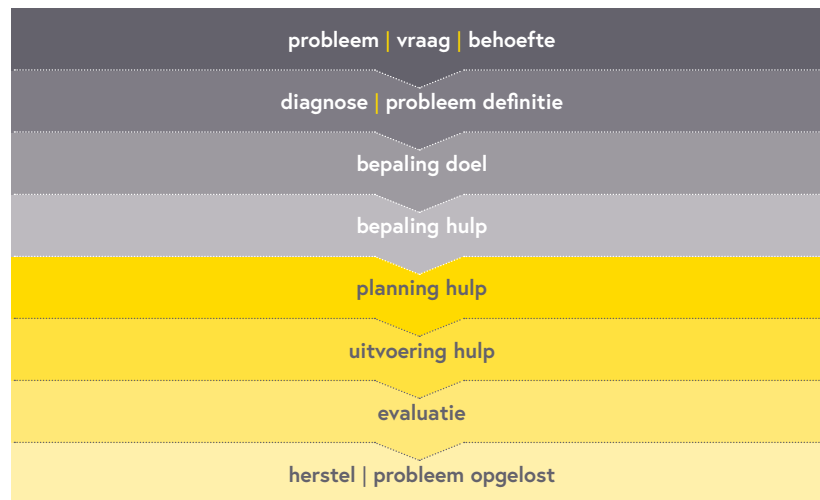 probleem | vraag | behoefte
diagnose | probleem definitie
bepaling doel
bepaling hulp
planning hulp
uitvoering hulp
evaluatie
herstel | probleem opgelost